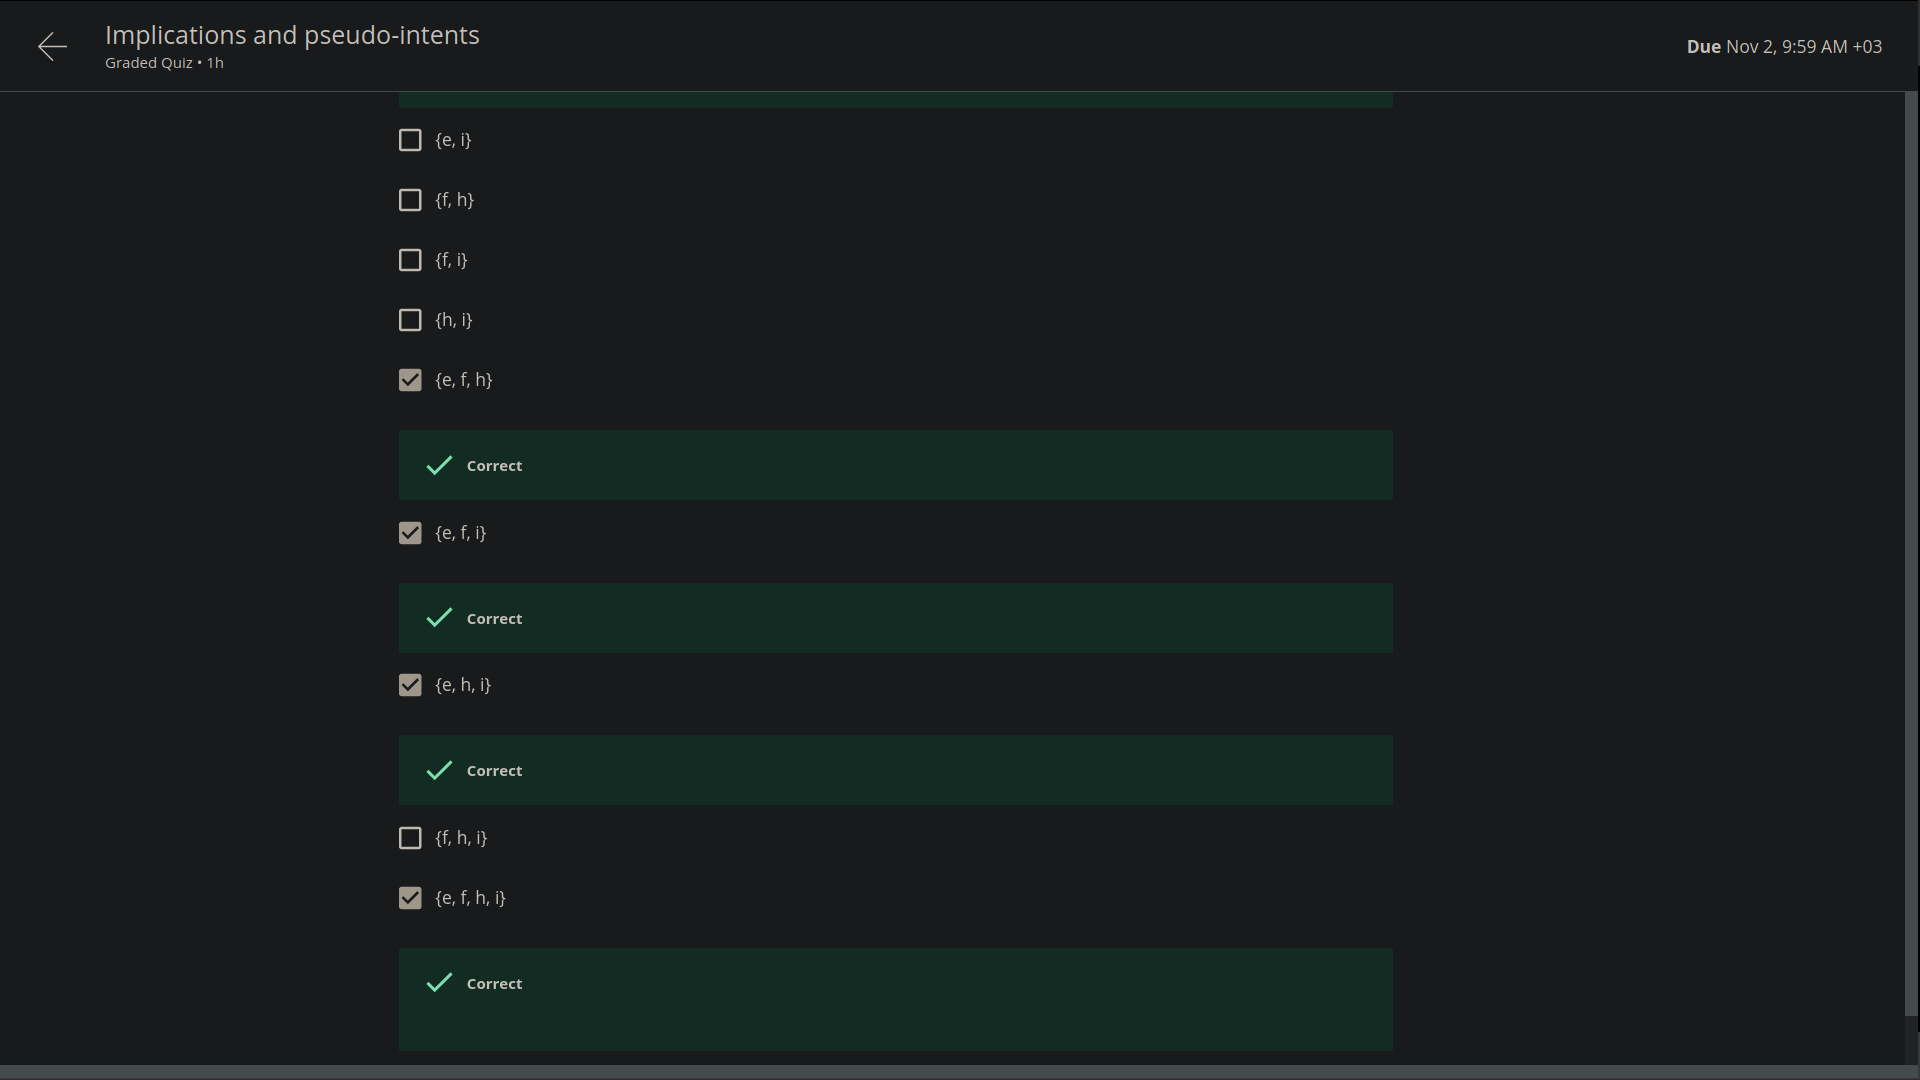 Implications and pseudo-intents
Graded Quiz • 1h
Due Nov 2, 9:59 AM +03
{e, i}
{f, h}
{f, i}
{h, i}
{e, f, h}
Correct
{e, f, i}
Correct
{e, h, i}
Correct
{f, h, i}
{e, f, h, i}
Correct